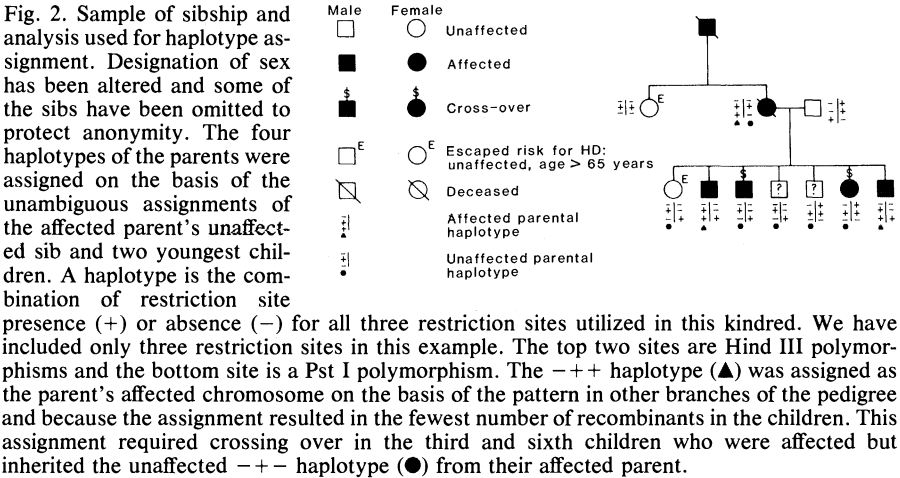 Fig. 2. Sample of sibship and
analysis used for haplotype as-
signment. Designation of sex
has been altered and some of
the sibs have been omitted to
protect anonymity. The four
haplotypes of the parents were
assigned on the basis of the
unambiguous assignments of
the affected parent's unaffect-
ed sib and two youngest chil-
dren. A haplotype is the com-
bination of restriction site
presence (+) or absence (−) for all three restriction sites utilized in this kindred. We have
included only three restriction sites in this example. The top two sites are Hind III polymor-
phisms and the bottom site is a Pst I polymorphism. The −++ haplotype (▲) was assigned as
the parent's affected chromosome on the basis of the pattern in other branches of the pedigree
and because the assignment resulted in the fewest number of recombinants in the children. This
assignment required crossing over in the third and sixth children who were affected but
inherited the unaffected −+− haplotype (●) from their affected parent.
Male Female
Unaffected
Affected
$ $
Cross-over
E E Escaped risk for HD:
unaffected, age > 65 years
Deceased
Affected parental
haplotype
Unaffected parental
haplotype
E
E $ ? ? $